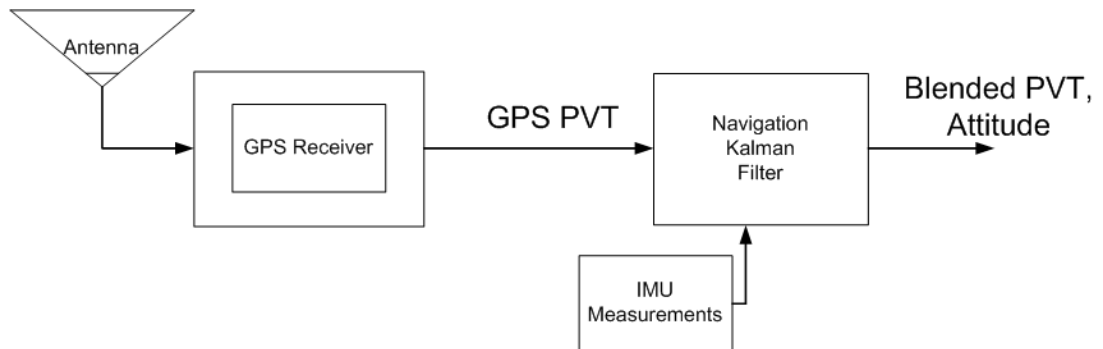 Antenna
GPS Receiver
GPS PVT
Navigation
Kalman
Filter
Blended PVT,
Attitude
IMU
Measurements